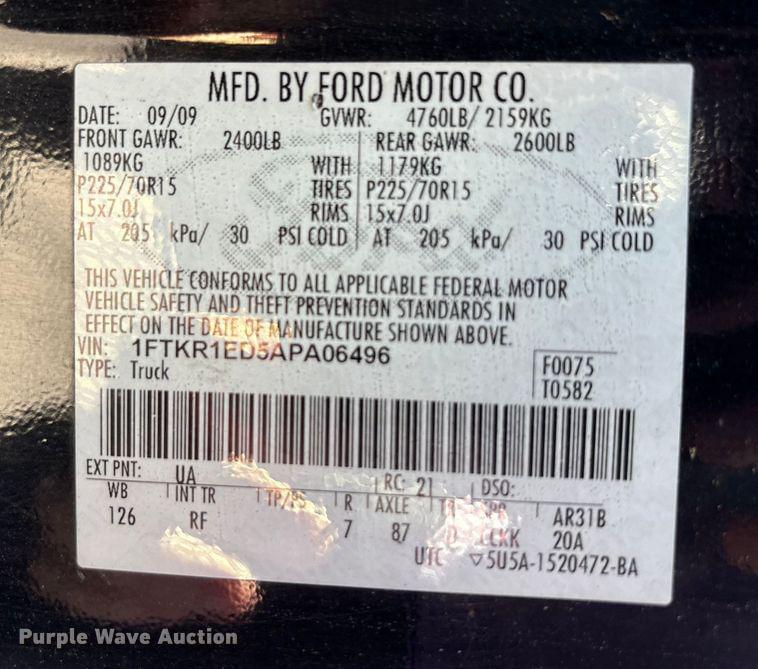 MFD. BY FORD MOTOR CO.
DATE: 09/09 GVWR: 4760LB/ 2159KG
FRONT GAWR: 2400LB REAR GAWR: 2600LB
1089KG WITH 1179KG WITH
P225/70R15 TIRES P225/70R15 TIRES
15x7.0J RIMS 15x7.0J RIMS
AT 205 kPa/ 30 PSI COLD AT 205 kPa/ 30 PSI COLD
THIS VEHICLE CONFORMS TO ALL APPLICABLE FEDERAL MOTOR
VEHICLE SAFETY AND THEFT PREVENTION STANDARDS IN
EFFECT ON THE DATE OF MANUFACTURE SHOWN ABOVE.
VIN: 1FTKR1ED5APA06496
TYPE: Truck
F0075
T0582
EXT PNT: UA RC: 21 DSO:
WB INT TR TP/PS R AXLE TR SPR AR31B
126 RF 7 87 D 20A
UTC ▽5U5A-1520472-BA
Purple Wave Auction